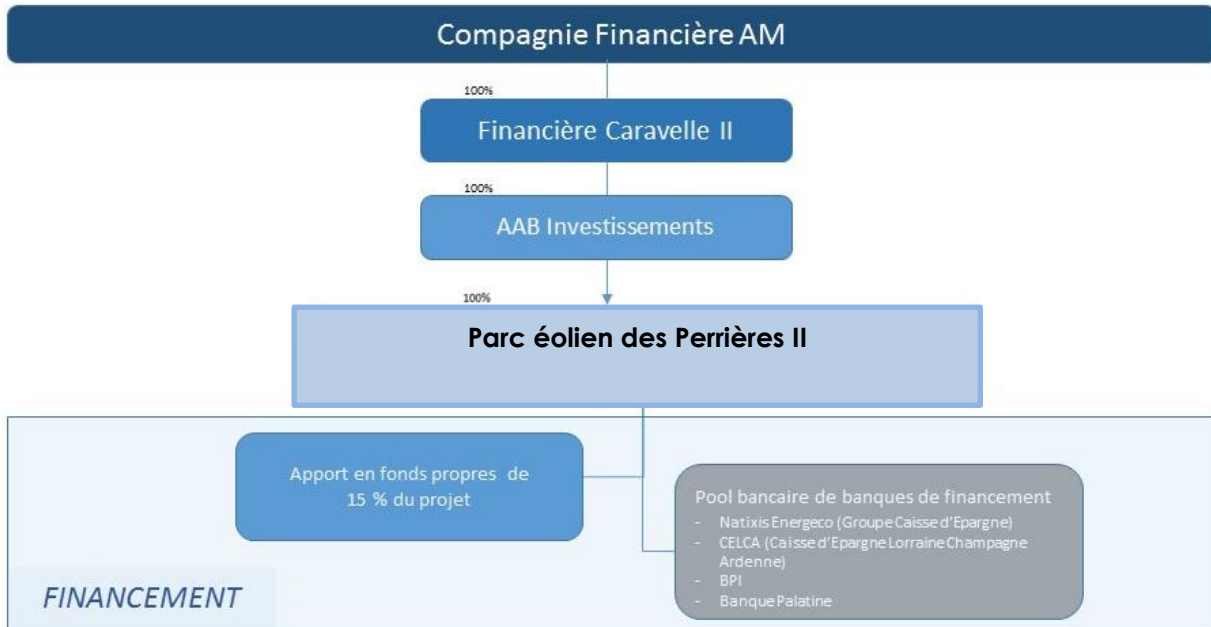 Compagnie Financière AM
100%
Financière Caravelle II
100%
AAB Investissements
100%
Parc éolien des Perrières II
Apport en fonds propres de
15 % du projet
Pool bancaire de banques de financement
- Natixis Energeco (Groupe Caisse d'Epargne)
- CELCA (Caisse d'Epargne Lorraine Champagne
Ardenne)
- BPI
- Banque Palatine
FINANCEMENT